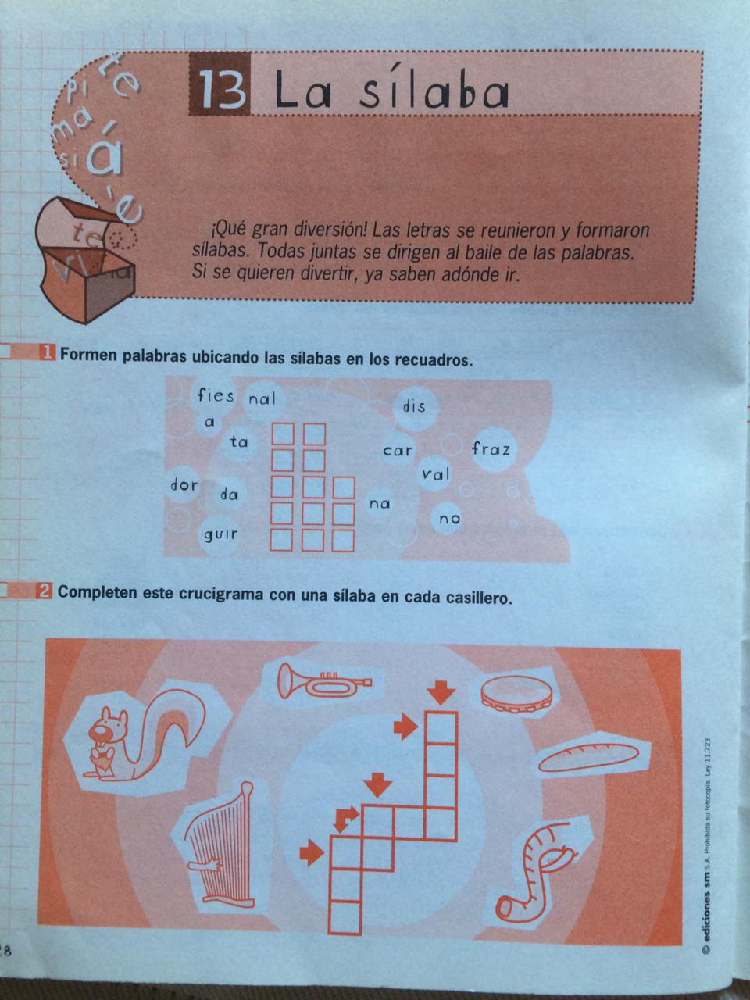 te
pi
ma
si
a
e
te
vi
na
13 La sílaba
¡Qué gran diversión! Las letras se reunieron y formaron
sílabas. Todas juntas se dirigen al baile de las palabras.
Si se quieren divertir, ya saben adónde ir.
1 Formen palabras ubicando las sílabas en los recuadros.
fies nal
a
ta
dor
da
guir
dis
car
fraz
val
na
no
2 Completen este crucigrama con una sílaba en cada casillero.
© ediciones sm S.A. Prohibida su fotocopia. Ley 11.723
28